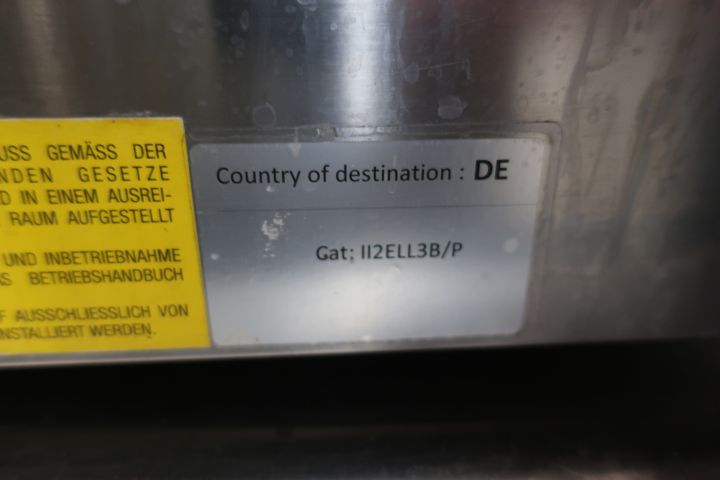 USS GEMÄSS DER
NDEN GESETZE
D IN EINEM AUSREI-
RAUM AUFGESTELLT
UND INBETRIEBNAHME
S BETRIEBSHANDBUCH
F AUSSCHLIESSLICH VON
NSTALLIERT WERDEN.
Country of destination : DE
Gat: II2ELL3B/P